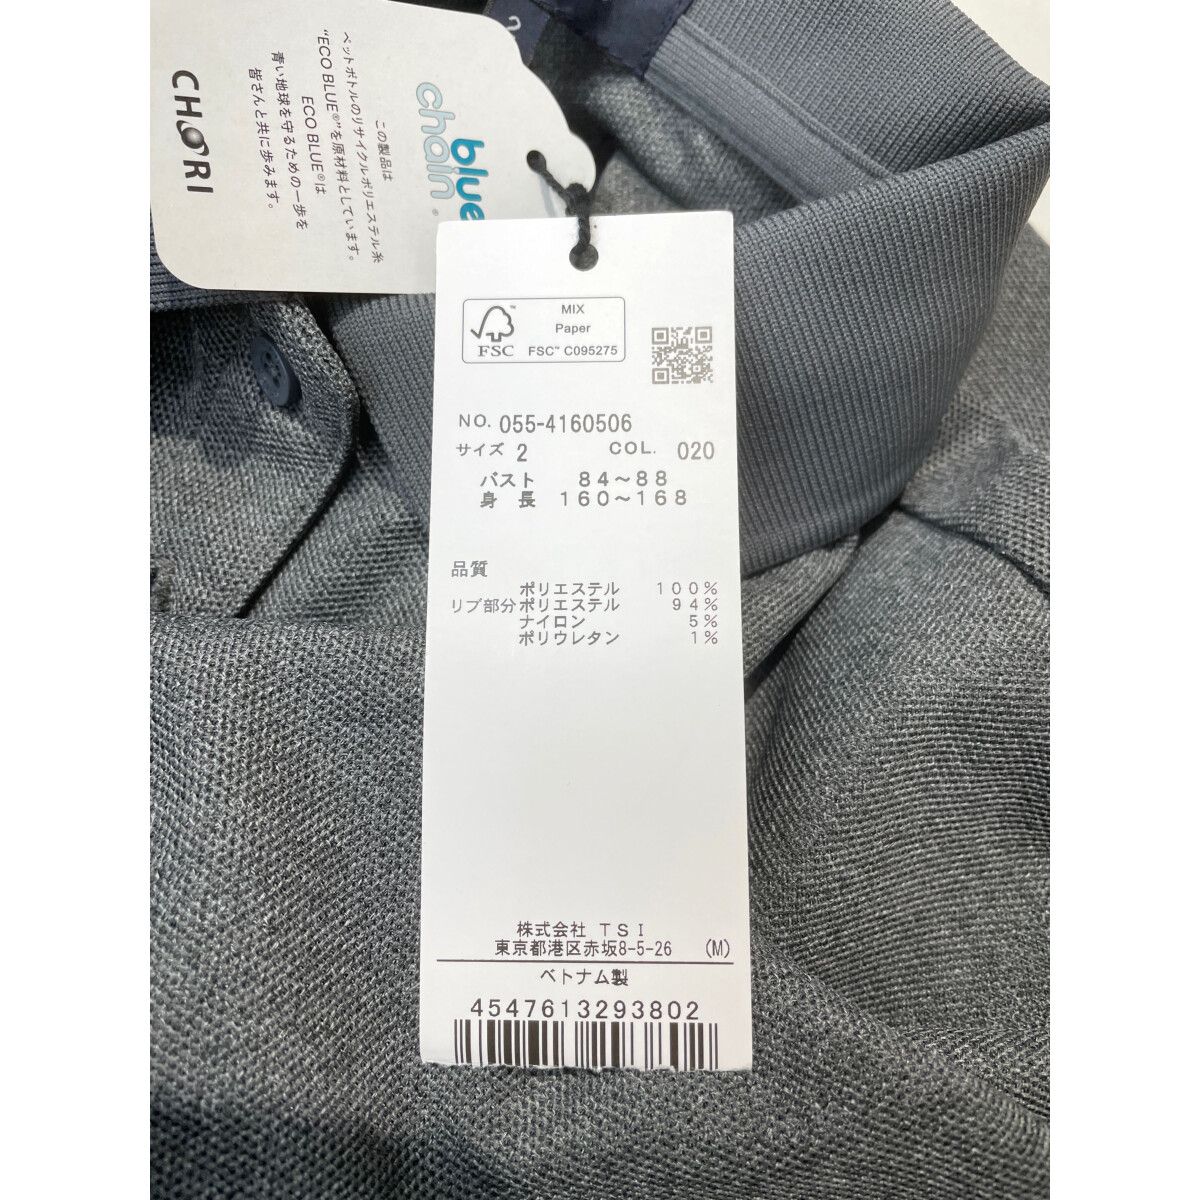 blue
chain®
この製品は
ペットボトルのリサイクルポリエステル糸
"ECO BLUE®"を原材料としています。
ECO BLUE®は
青い地球を守るための一歩を
皆さんと共に歩みます。
CHORI
2
FSC
MIX
Paper
FSC™ C095275
NO. 055-4160506
サイズ 2 COL. 020
バスト 84～88
身長 160～168
品質
ポリエステル 100%
リブ部分ポリエステル 94%
ナイロン 5%
ポリウレタン 1%
株式会社 TSI
東京都港区赤坂8-5-26 (M)
ベトナム製
4547613293802